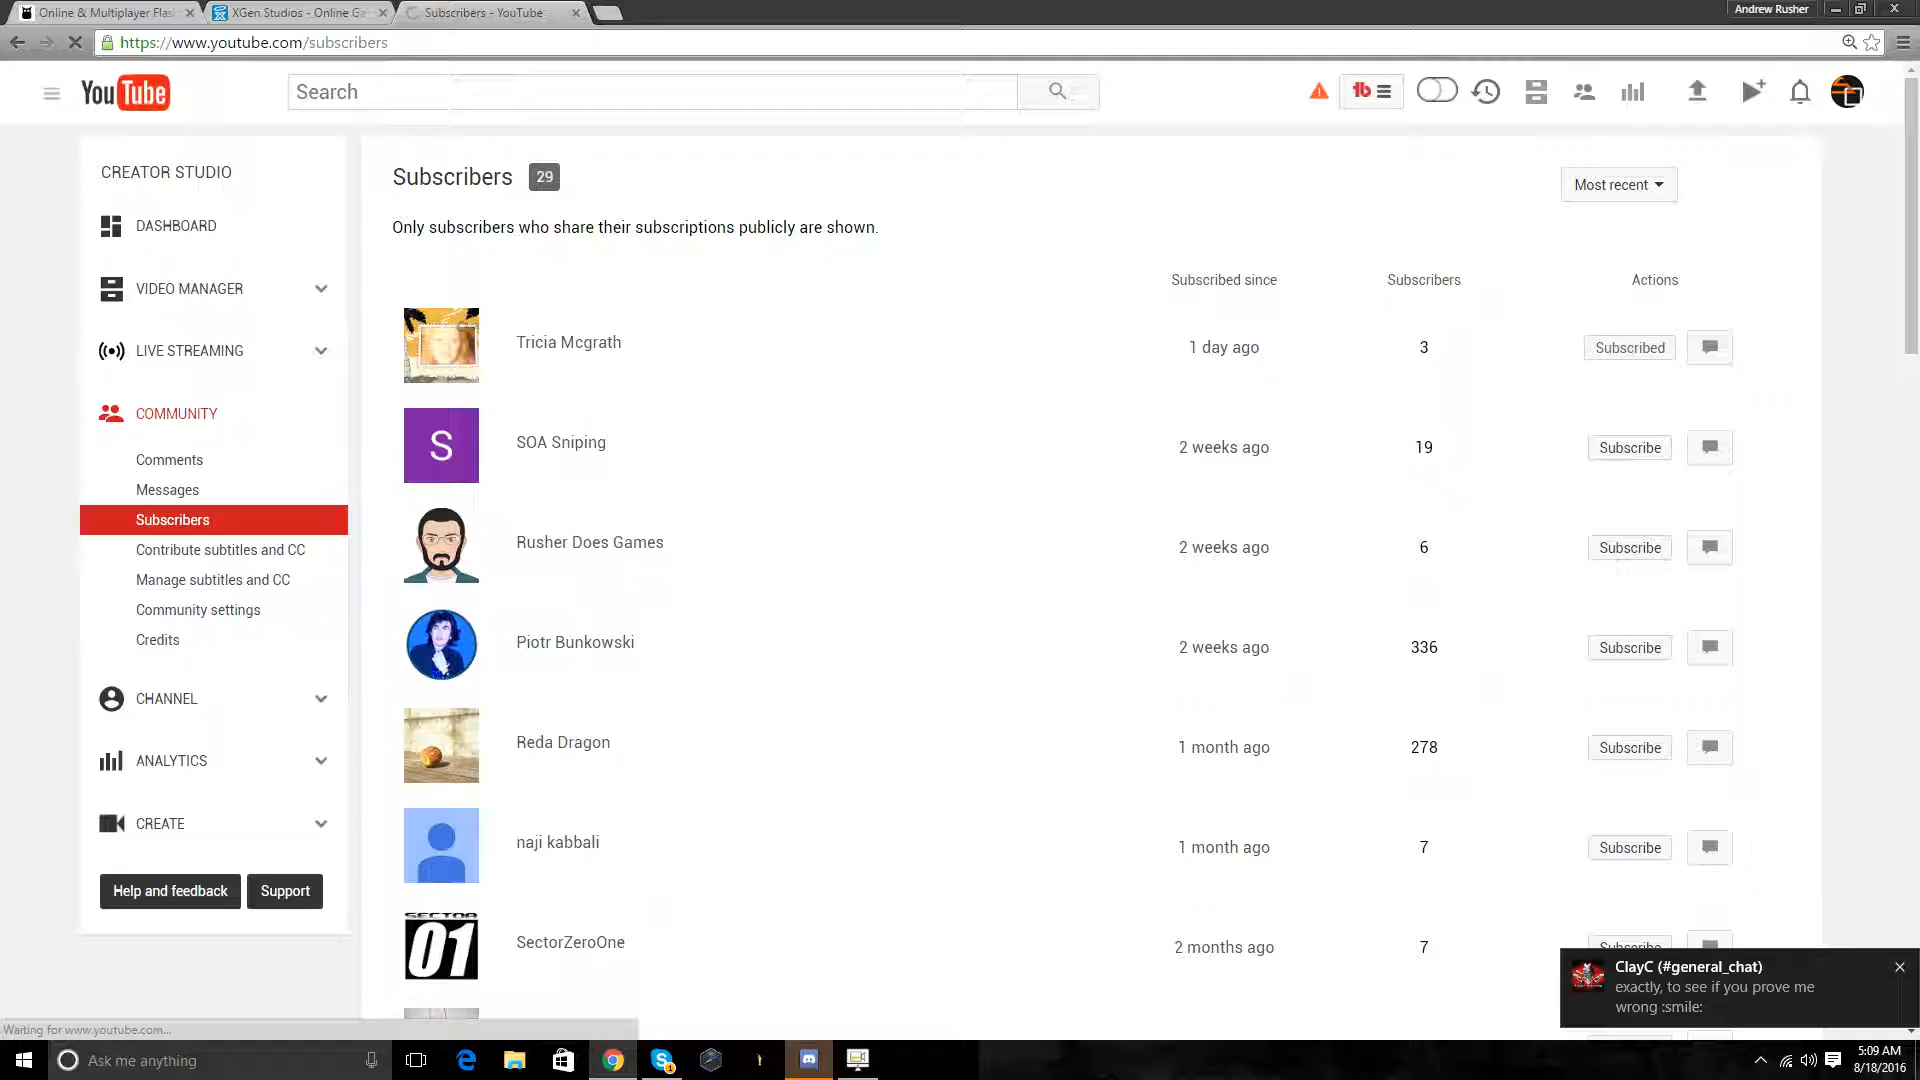 Online & Multiplayer Flas
XGen Studios - Online Ga
Subscribers - YouTube
Andrew Rusher
https://www.youtube.com/subscribers
YouTube
Search
CREATOR STUDIO
DASHBOARD
VIDEO MANAGER
LIVE STREAMING
COMMUNITY
Comments
Messages
Subscribers
Contribute subtitles and CC
Manage subtitles and CC
Community settings
Credits
CHANNEL
ANALYTICS
CREATE
Help and feedback Support
Subscribers 29
Most recent
Only subscribers who share their subscriptions publicly are shown.
Subscribed since Subscribers Actions
Tricia Mcgrath 1 day ago 3 Subscribed
S SOA Sniping 2 weeks ago 19 Subscribe
Rusher Does Games 2 weeks ago 6 Subscribe
Piotr Bunkowski 2 weeks ago 336 Subscribe
Reda Dragon 1 month ago 278 Subscribe
naji kabbali 1 month ago 7 Subscribe
SECTOR
01 SectorZeroOne 2 months ago 7 Subscribe
ClayC (#general_chat)
exactly, to see if you prove me
wrong :smile:
Waiting for www.youtube.com...
Ask me anything
5:09 AM
8/18/2016